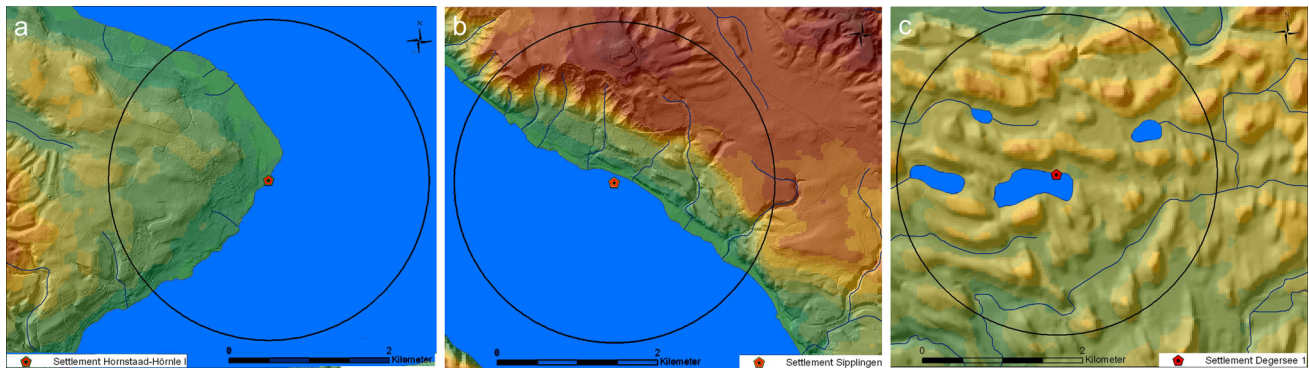 a
N
Settlement Hornstaad-Hörnle I
0 2
Kilometer
b
0 2
Kilometer
Settlement Sipplingen
c
0 2
Kilometer
Settlement Degersee 1